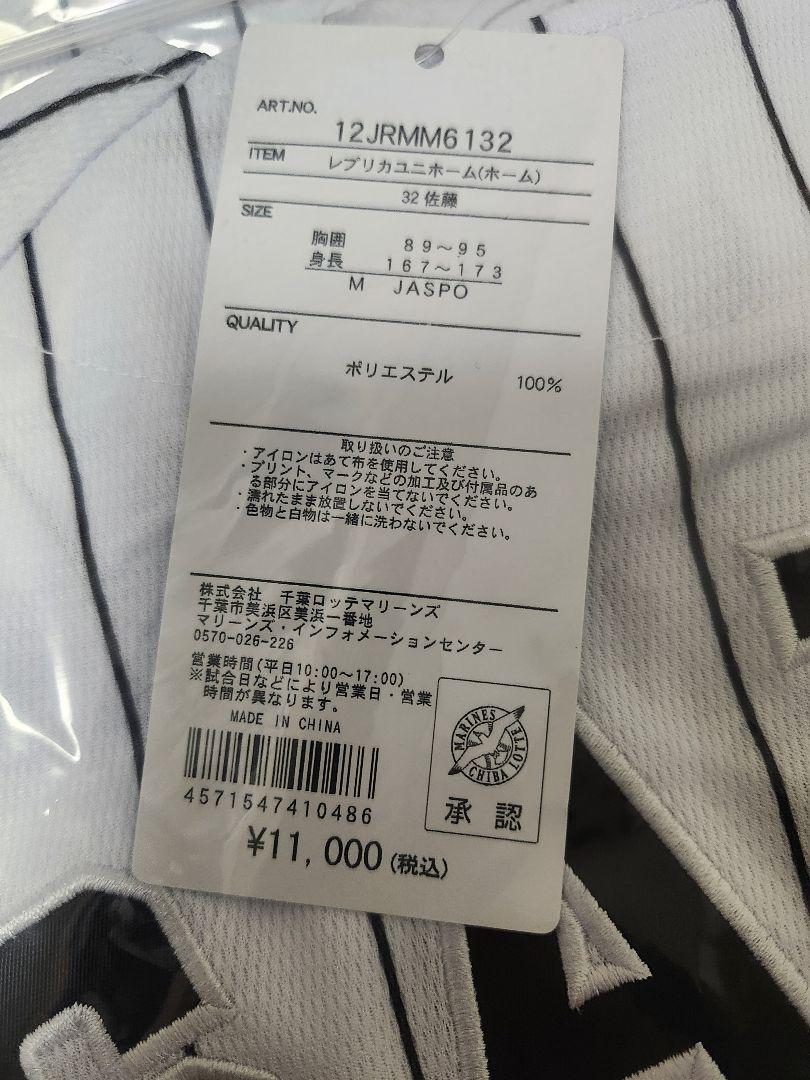 ART.NO.
12JRMM6132
ITEM
レプリカユニホーム(ホーム)
32 佐藤
SIZE
胸囲 89～95
身長 167～173
M JASPO
QUALITY
ポリエステル 100%
取り扱いのご注意
・アイロンはあて布を使用してください。
・プリント、マークなどの加工及び付属品のあ
る部分にアイロンを当てないでください。
・濡れたまま放置しないでください。
・色物と白物は一緒に洗わないでください。
株式会社 千葉ロッテマリーンズ
千葉市美浜区美浜一番地
マリーンズ・インフォメーションセンター
0570-026-226
営業時間(平日10:00～17:00)
※試合日などにより営業日・営業
時間が異なります。
MADE IN CHINA
4571547410486
¥11,000(税込)
MARINES
CHIBA LOTTE
承認